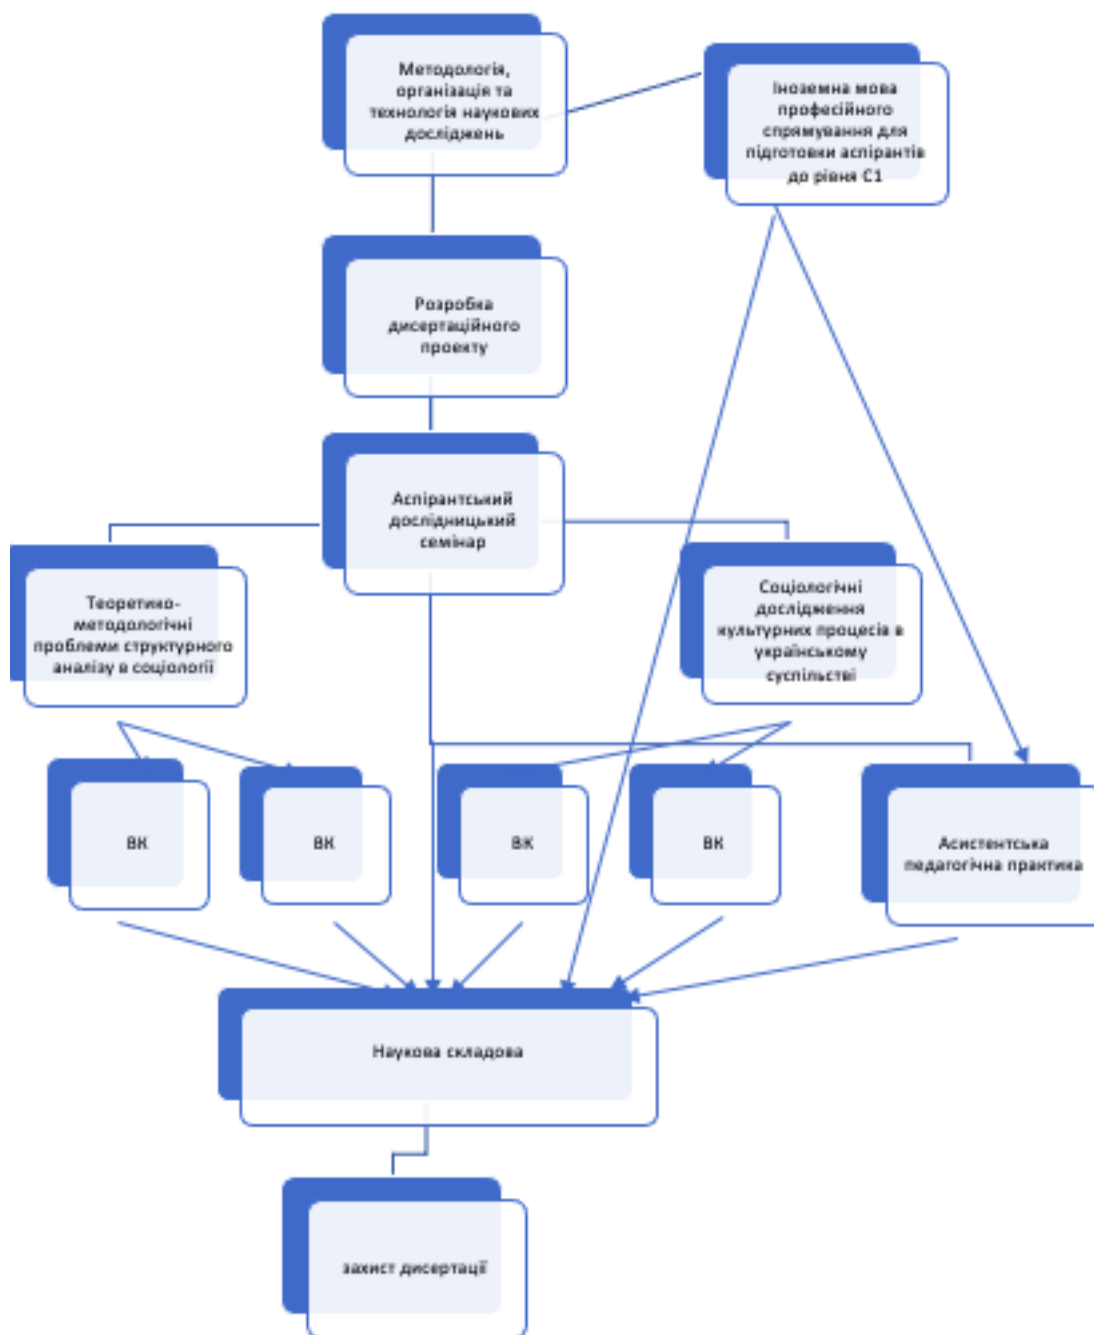 Методологія,
організація та
технологія наукових
досліджень
Іноземна мова
професійного
спрямування для
підготовки аспірантів
до рівня С1
Розробка
дисертаційного
проекту
Аспірантський
дослідницький
семінар
Теоретико-
методологічні
проблеми структурного
аналізу в соціології
Соціологічні
дослідження
культурних процесів в
українському
суспільстві
ВК
ВК
ВК
ВК
Асистентська
педагогічна практика
Наукова складова
захист дисертації